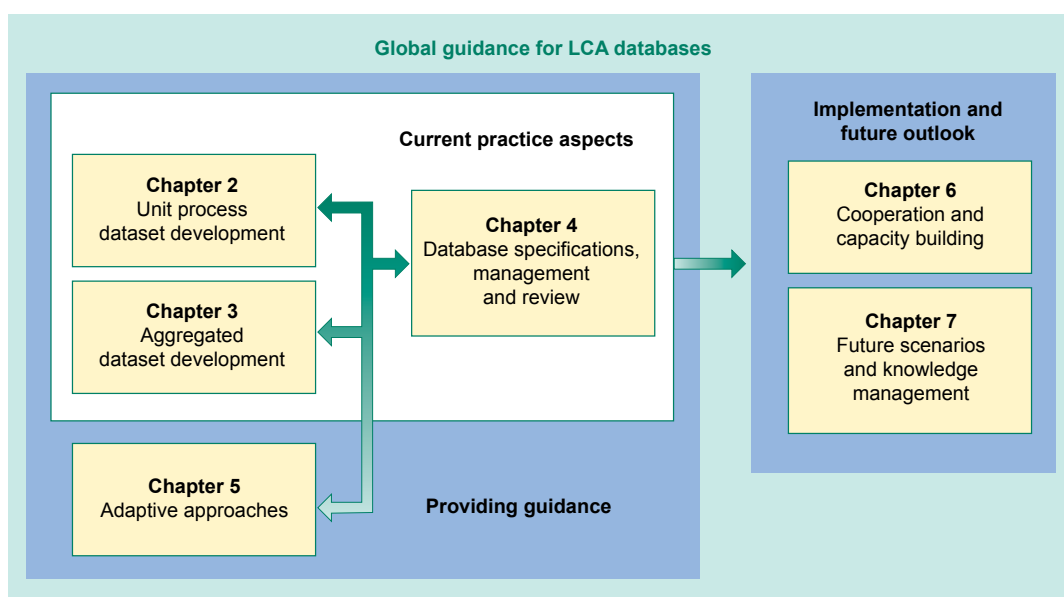 Global guidance for LCA databases
Current practice aspects
Chapter 2
Unit process
dataset development
Chapter 3
Aggregated
dataset development
Chapter 4
Database specifications,
management
and review
Chapter 5
Adaptive approaches
Providing guidance
Implementation and
future outlook
Chapter 6
Cooperation and
capacity building
Chapter 7
Future scenarios
and knowledge
management